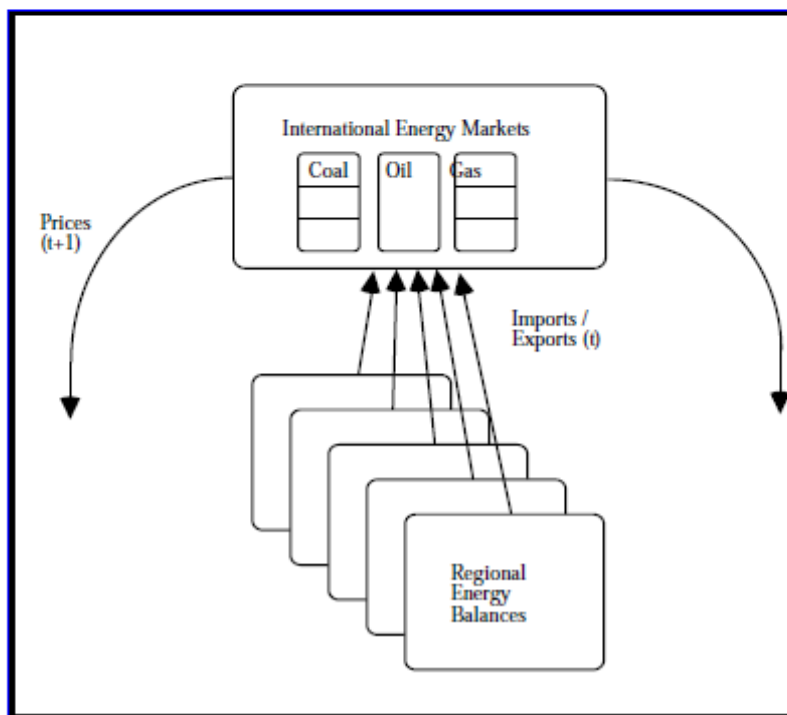 International Energy Markets
Coal Oil Gas
Prices
(t+1)
Imports /
Exports (t)
Regional
Energy
Balances